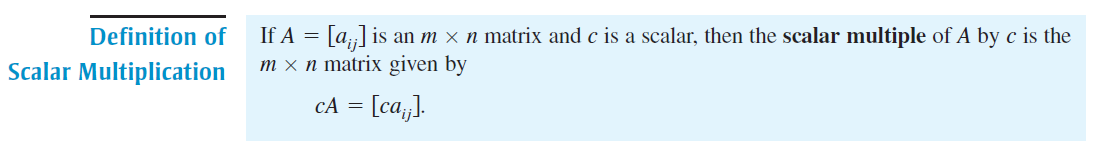 Definition of
Scalar Multiplication
If A = [aᵢⱼ] is an m × n matrix and c is a scalar, then the scalar multiple of A by c is the
m × n matrix given by
cA = [caᵢⱼ].